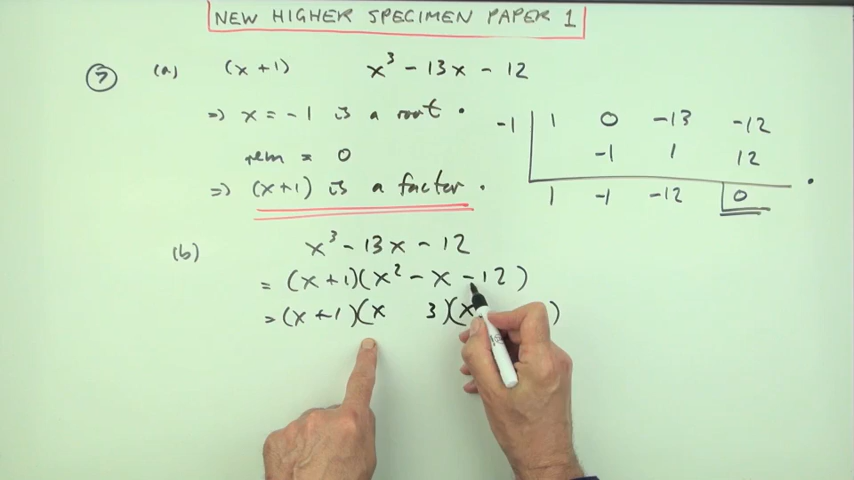 NEW HIGHER SPECIMEN PAPER 1
7 (a) (x+1) x³ - 13x - 12
⇒ x = -1 is a root.
rem = 0
⇒ (x+1) is a factor.
-1 | 1 0 -13 -12
-1 1 12
1 -1 -12 0
(b) x³ - 13x - 12
= (x+1)(x² - x - 12)
= (x+1)(x 3)(x )